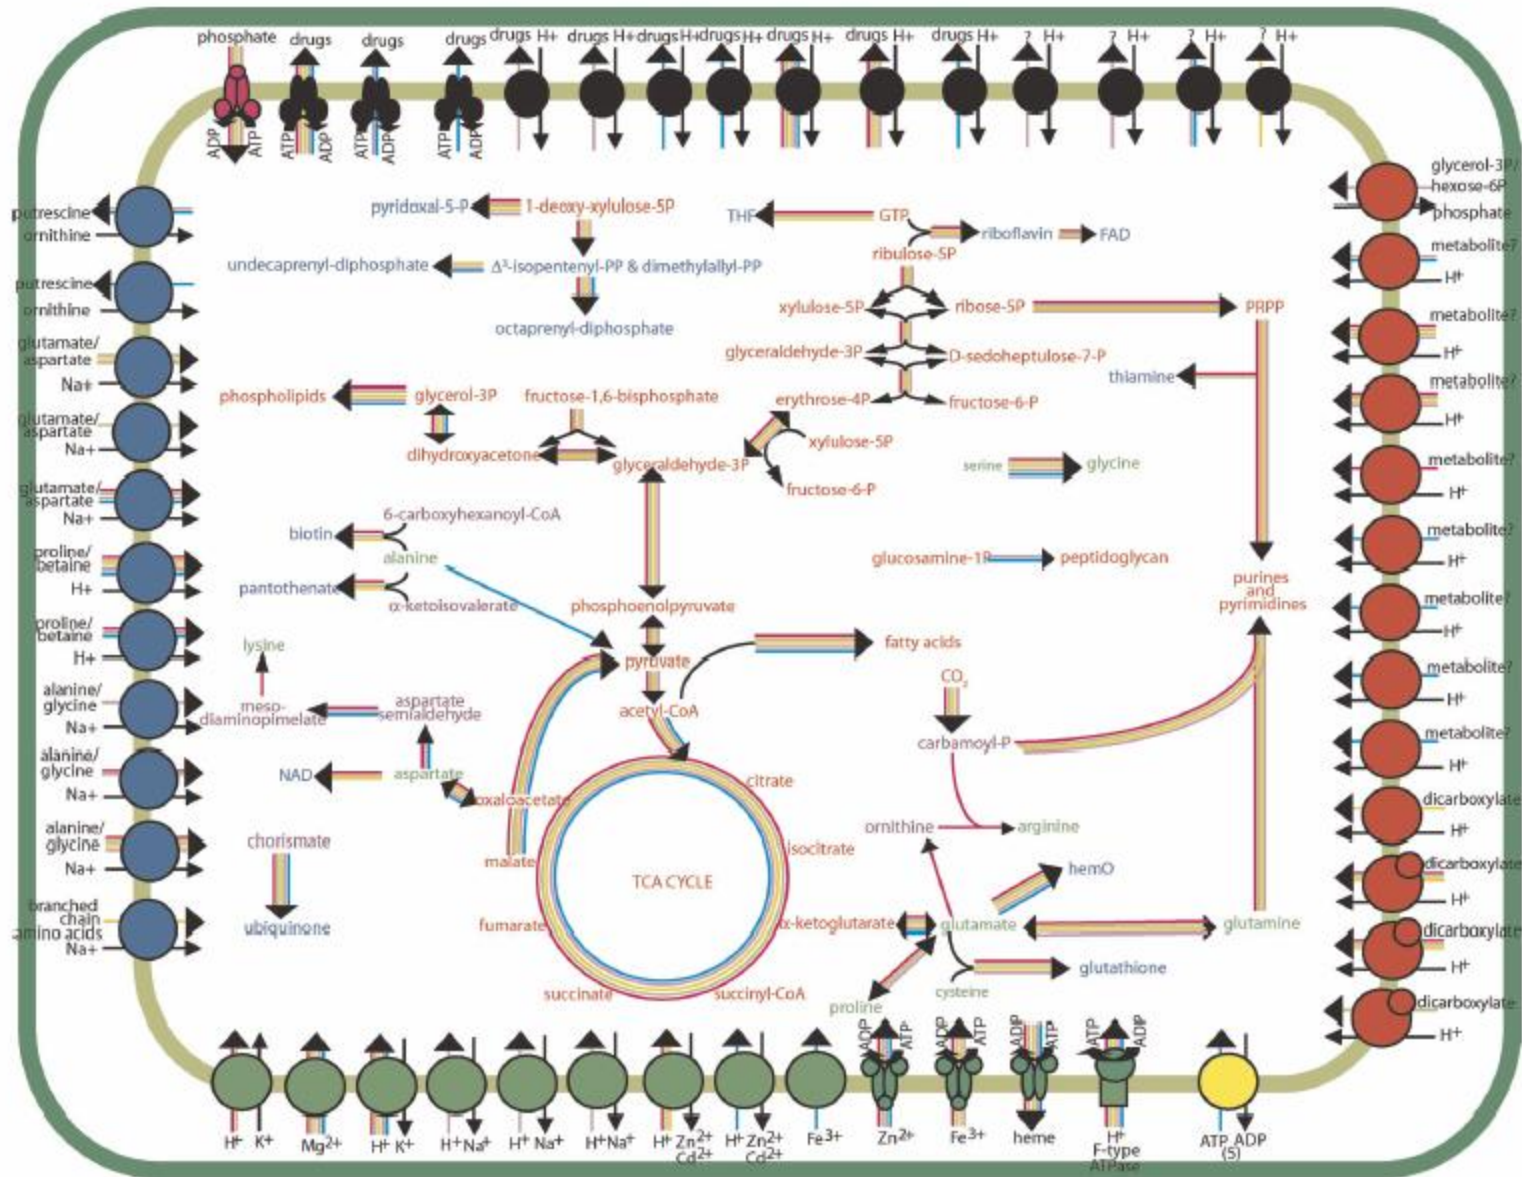 phosphate
drugs
drugs
drugs
drugs H+
drugs H+
drugs H+
drugs H+
drugs H+
drugs H+
drugs H+
? H+
? H+
? H+
? H+
ADP ATP
ATP ADP
ATP ADP
ATP ADP
putrescine
ornithine
putrescine
ornithine
glutamate/
aspartate
Na+
glutamate/
aspartate
Na+
glutamate/
aspartate
Na+
proline/
betaine
H+
proline/
betaine
H+
alanine/
glycine
Na+
alanine/
glycine
Na+
alanine/
glycine
Na+
branched
chain
amino acids
Na+
pyridoxal-5-P
1-deoxy-xylulose-5P
undecaprenyl-diphosphate
Δ³-isopentenyl-PP & dimethylallyl-PP
octaprenyl-diphosphate
THF
GTP
riboflavin
FAD
ribulose-5P
xylulose-5P
ribose-5P
PRPP
glyceraldehyde-3P
D-sedoheptulose-7-P
thiamine
erythrose-4P
fructose-6-P
phospholipids
glycerol-3P
fructose-1,6-bisphosphate
dihydroxyacetone
glyceraldehyde-3P
xylulose-5P
fructose-6-P
serine
glycine
6-carboxyhexanoyl-CoA
biotin
alanine
pantothenate
α-ketoisovalerate
glucosamine-1P
peptidoglycan
purines
and
pyrimidines
phosphoenolpyruvate
lysine
pyruvate
fatty acids
meso-
diaminopimelate
aspartate
semialdehyde
acetyl-CoA
CO2
carbamoyl-P
NAD
aspartate
oxaloacetate
citrate
chorismate
malate
isocitrate
ornithine
arginine
TCA CYCLE
hemO
ubiquinone
fumarate
α-ketoglutarate
glutamate
glutamine
succinate
succinyl-CoA
glutathione
cysteine
proline
glycerol-3P/
hexose-6P
phosphate
metabolite?
H+
metabolite?
H+
metabolite?
H+
metabolite?
H+
metabolite?
H+
metabolite?
H+
metabolite?
H+
metabolite?
H+
dicarboxylate
H+
dicarboxylate
H+
dicarboxylate
H+
dicarboxylate
H+
ADP ATP
ADP ATP
ADP ATP
ATP ADP
H+ K+
Mg2+
H+ K+
H+ Na+
H+ Na+
H+ Na+
H+ Zn2+
Cd2+
H+ Zn2+
Cd2+
Fe3+
Zn2+
Fe3+
heme
H+
F-type
ATPase
ATP ADP
(5)